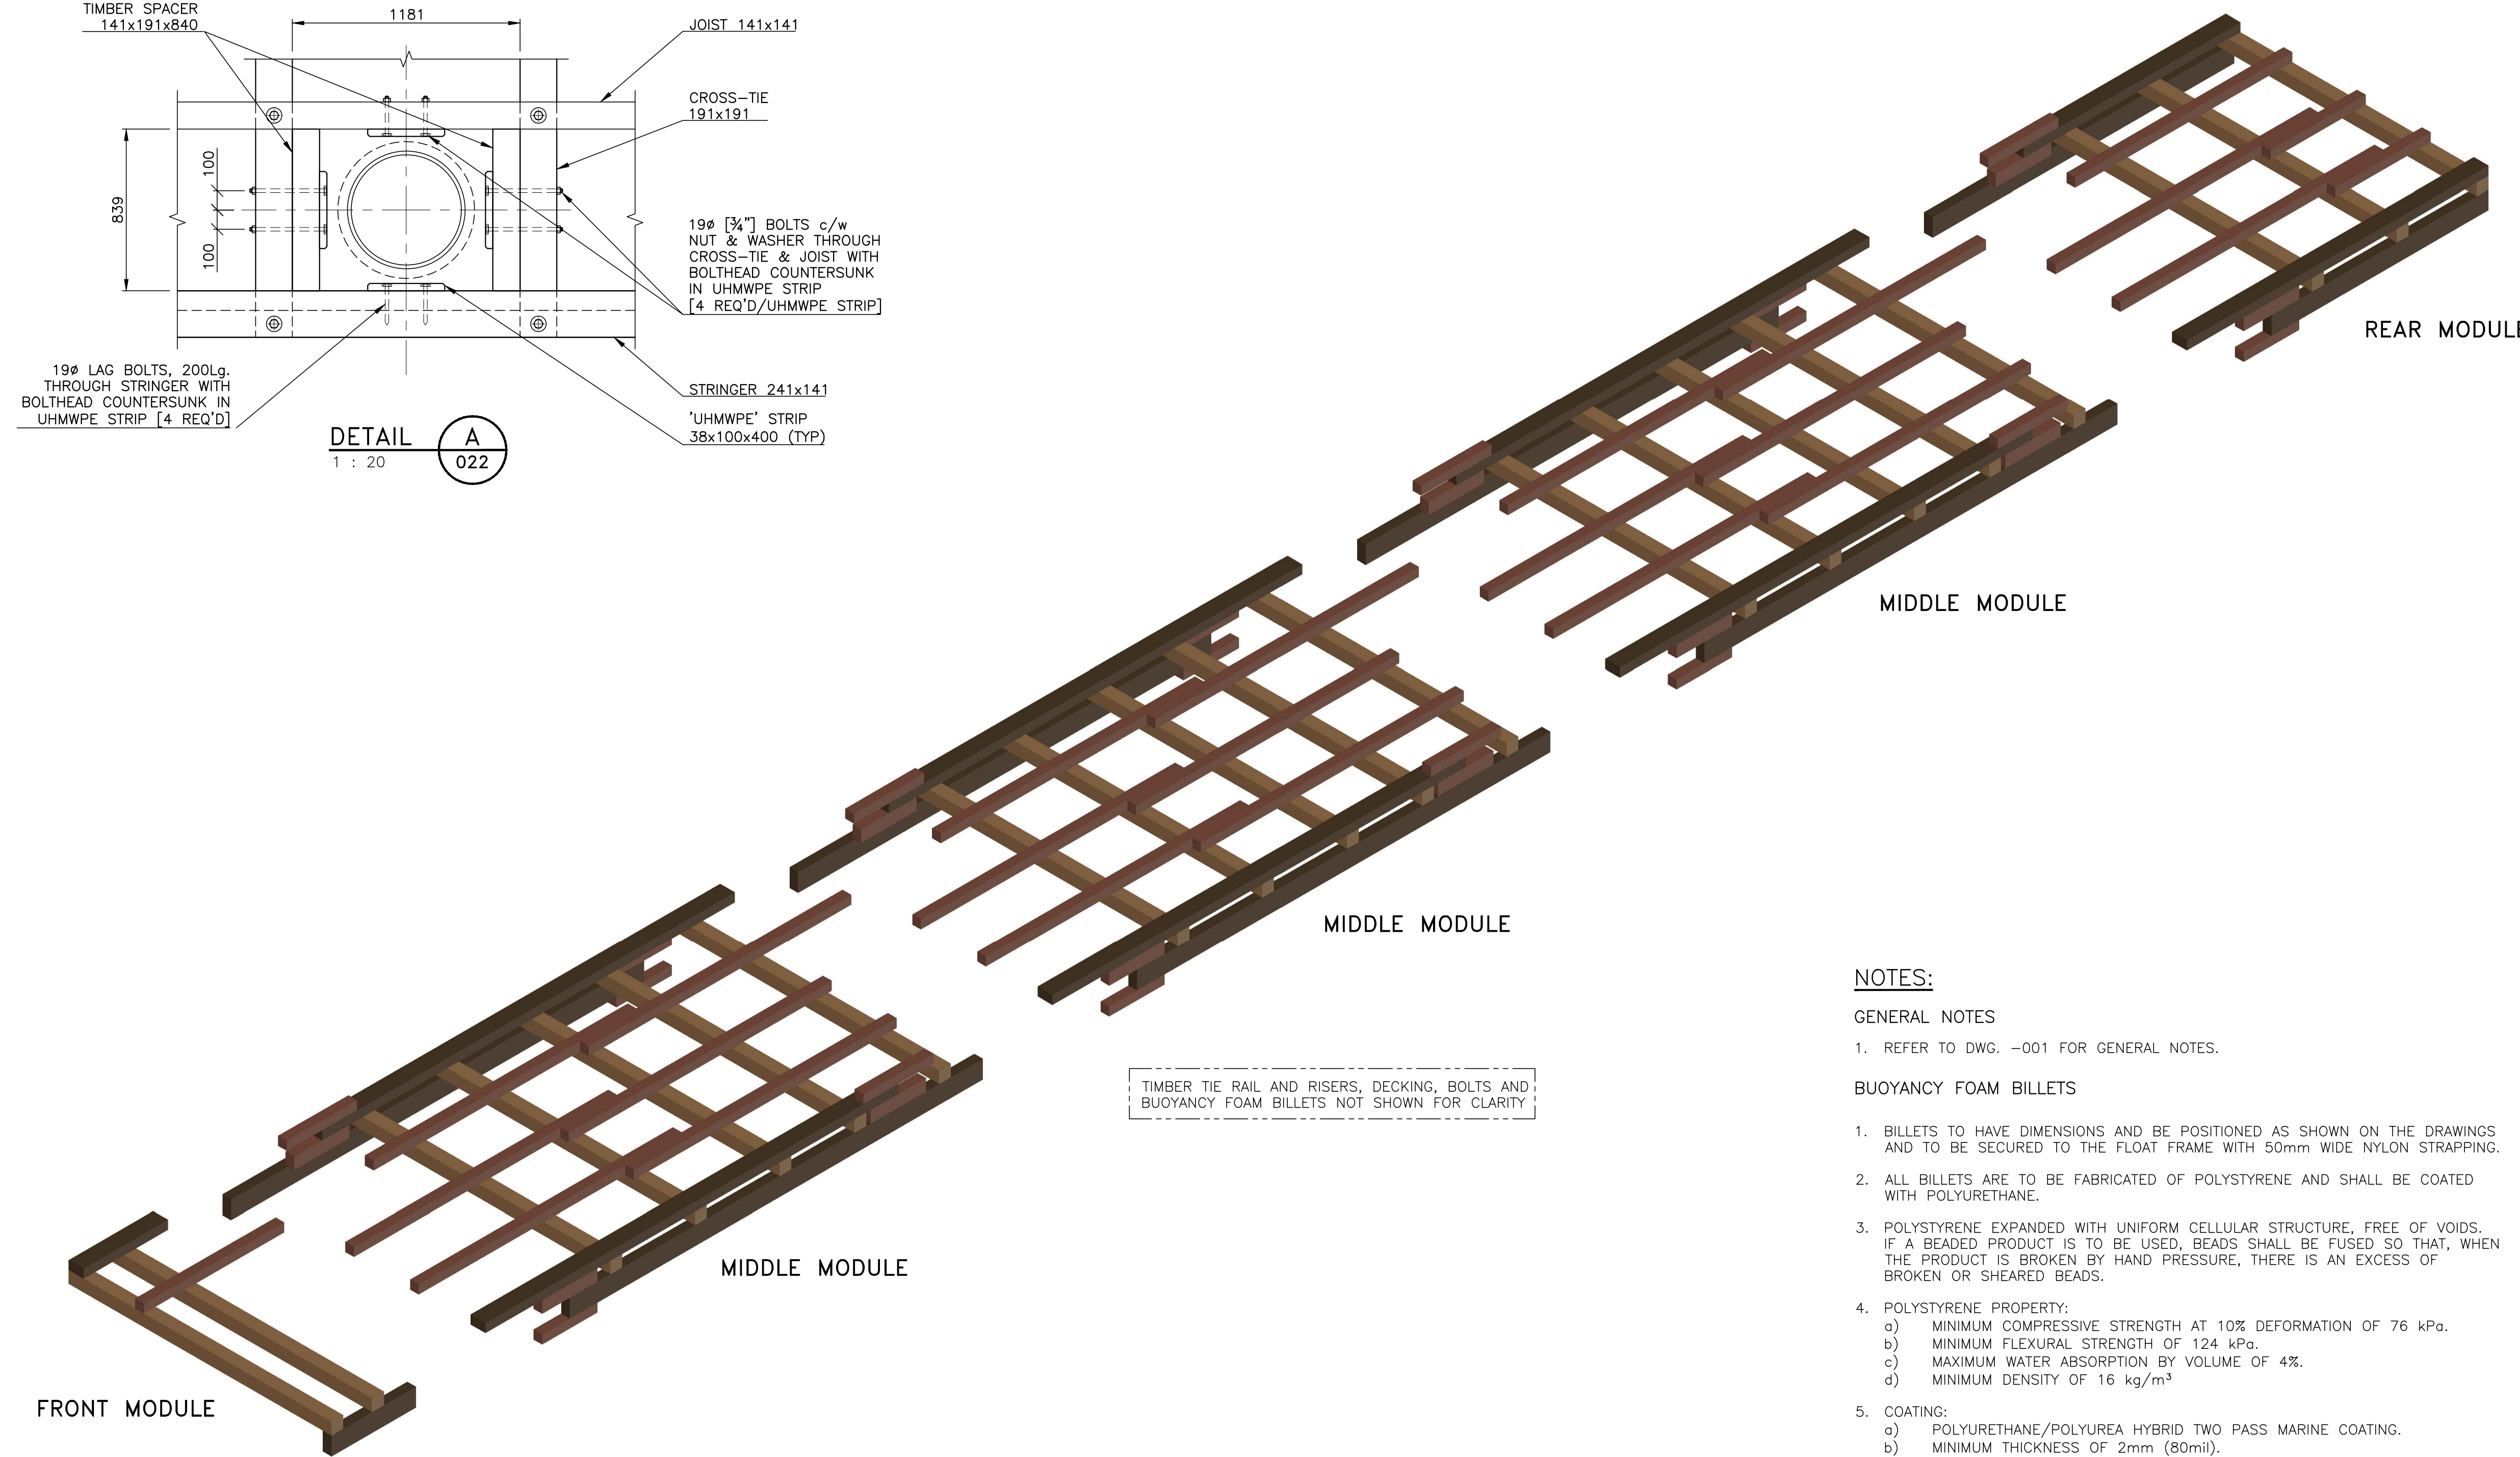 TIMBER SPACER
141x191x840
1181
JOIST 141x141
CROSS-TIE
191x191
839
100
100
19ø [¾"] BOLTS c/w
NUT & WASHER THROUGH
CROSS-TIE & JOIST WITH
BOLTHEAD COUNTERSUNK
IN UHMWPE STRIP
[4 REQ'D/UHMWPE STRIP]
19ø LAG BOLTS, 200Lg.
THROUGH STRINGER WITH
BOLTHEAD COUNTERSUNK IN
UHMWPE STRIP [4 REQ'D]
STRINGER 241x141
'UHMWPE' STRIP
38x100x400 (TYP)
DETAIL A
1 : 20 022
REAR MODULE
MIDDLE MODULE
MIDDLE MODULE
MIDDLE MODULE
FRONT MODULE
TIMBER TIE RAIL AND RISERS, DECKING, BOLTS AND
BUOYANCY FOAM BILLETS NOT SHOWN FOR CLARITY
NOTES:
GENERAL NOTES
1. REFER TO DWG. -001 FOR GENERAL NOTES.
BUOYANCY FOAM BILLETS
1. BILLETS TO HAVE DIMENSIONS AND BE POSITIONED AS SHOWN ON THE DRAWINGS
AND TO BE SECURED TO THE FLOAT FRAME WITH 50mm WIDE NYLON STRAPPING.
2. ALL BILLETS ARE TO BE FABRICATED OF POLYSTYRENE AND SHALL BE COATED
WITH POLYURETHANE.
3. POLYSTYRENE EXPANDED WITH UNIFORM CELLULAR STRUCTURE, FREE OF VOIDS.
IF A BEADED PRODUCT IS TO BE USED, BEADS SHALL BE FUSED SO THAT, WHEN
THE PRODUCT IS BROKEN BY HAND PRESSURE, THERE IS AN EXCESS OF
BROKEN OR SHEARED BEADS.
4. POLYSTYRENE PROPERTY:
a) MINIMUM COMPRESSIVE STRENGTH AT 10% DEFORMATION OF 76 kPa.
b) MINIMUM FLEXURAL STRENGTH OF 124 kPa.
c) MAXIMUM WATER ABSORPTION BY VOLUME OF 4%.
d) MINIMUM DENSITY OF 16 kg/m³
5. COATING:
a) POLYURETHANE/POLYUREA HYBRID TWO PASS MARINE COATING.
b) MINIMUM THICKNESS OF 2mm (80mil).